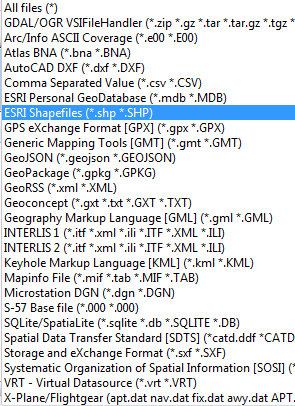 All files (*)
GDAL/OGR VSIFileHandler (*.zip *.gz *.tar *.tar.gz *.tgz
Arc/Info ASCII Coverage (*.e00 *.E00)
Atlas BNA (*.bna *.BNA)
AutoCAD DXF (*.dxf *.DXF)
Comma Separated Value (*.csv *.CSV)
ESRI Personal GeoDatabase (*.mdb *.MDB)
ESRI Shapefiles (*.shp *.SHP)
GPS eXchange Format [GPX] (*.gpx *.GPX)
Generic Mapping Tools [GMT] (*.gmt *.GMT)
GeoJSON (*.geojson *.GEOJSON)
GeoPackage (*.gpkg *.GPKG)
GeoRSS (*.xml *.XML)
Geoconcept (*.gxt *.txt *.GXT *.TXT)
Geography Markup Language [GML] (*.gml *.GML)
INTERLIS 1 (*.itf *.xml *.ili *.ITF *.XML *.ILI)
INTERLIS 2 (*.itf *.xml *.ili *.ITF *.XML *.ILI)
Keyhole Markup Language [KML] (*.kml *.KML)
Mapinfo File (*.mif *.tab *.MIF *.TAB)
Microstation DGN (*.dgn *.DGN)
S-57 Base file (*.000 *.000)
SQLite/SpatiaLite (*.sqlite *.db *.SQLITE *.DB)
Spatial Data Transfer Standard [SDTS] (*catd.ddf *CATD
Storage and eXchange Format (*.sxf *.SXF)
Systematic Organization of Spatial Information [SOSI] (*
VRT - Virtual Datasource (*.vrt *.VRT)
X-Plane/Flightgear (apt.dat nav.dat fix.dat awy.dat APT.